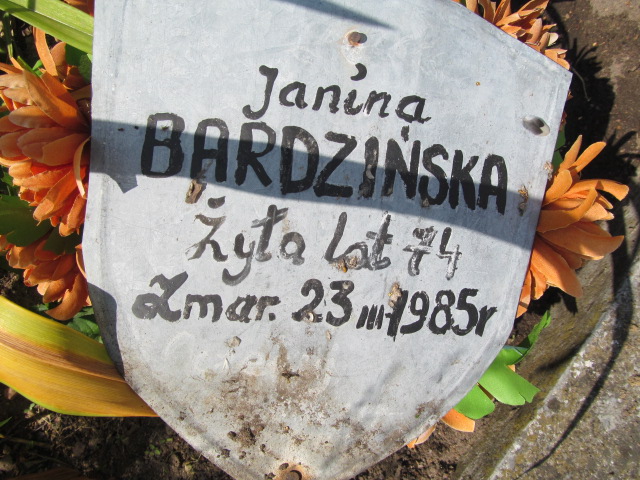 Janina
BARDZIŃSKA
Żyła lat 74
Zmar. 23 III 1985r